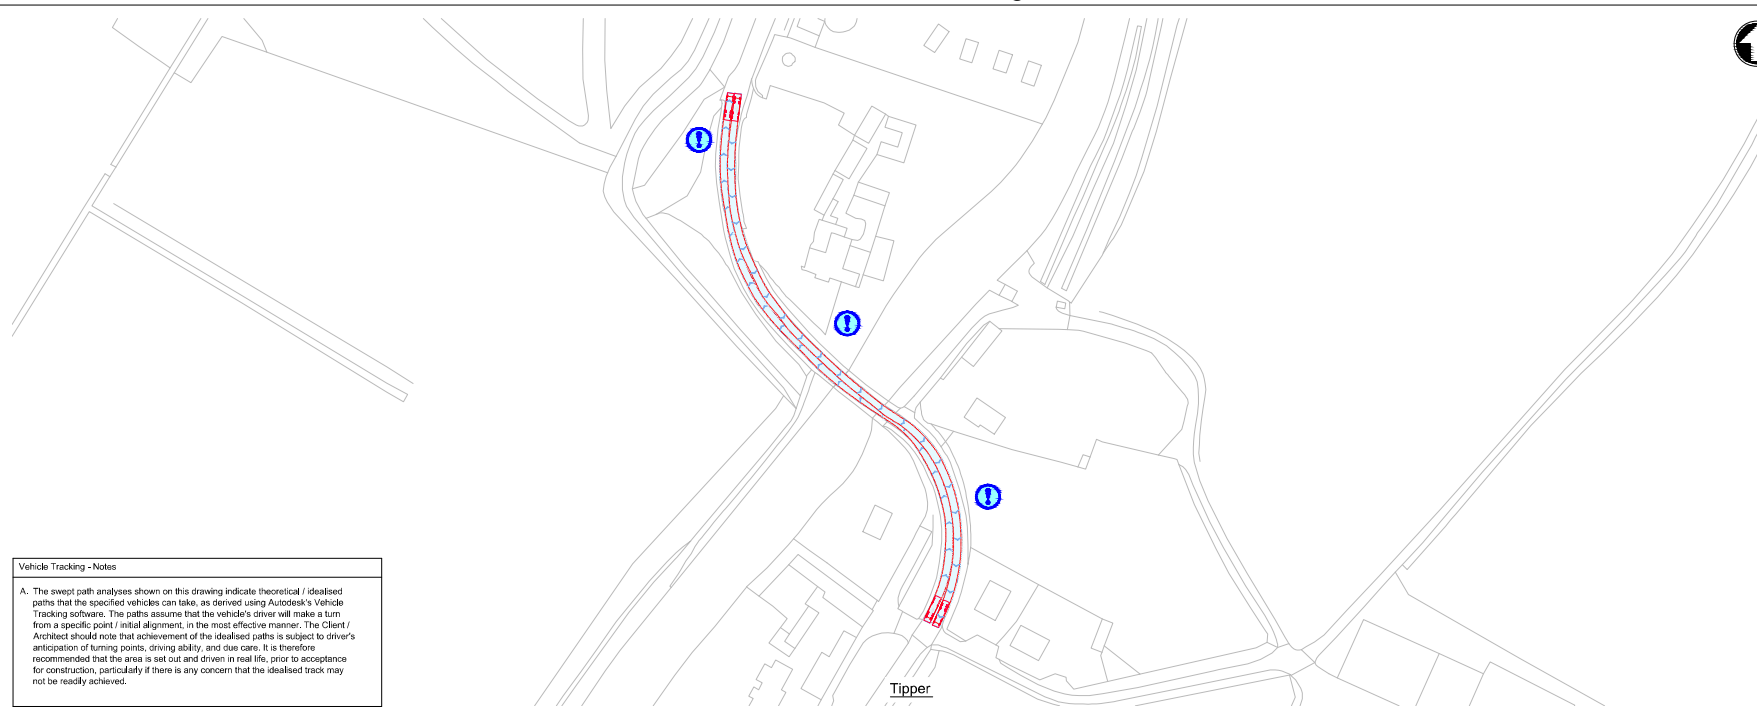 Vehicle Tracking - Notes
A. The swept path analyses shown on this drawing indicate theoretical / idealised
paths that the specified vehicles can take, as derived using Autodesk's Vehicle
Tracking software. The paths assume that the vehicle's driver will make a turn
from a specific point / initial alignment, in the most effective manner. The Client /
Architect should note that achievement of the idealised paths is subject to driver's
anticipation of turning points, driving ability, and due care. It is therefore
recommended that the area is set out and driven in real life, prior to acceptance
for construction, particularly if there is any concern that the idealised track may
not be readily achieved.
Tipper